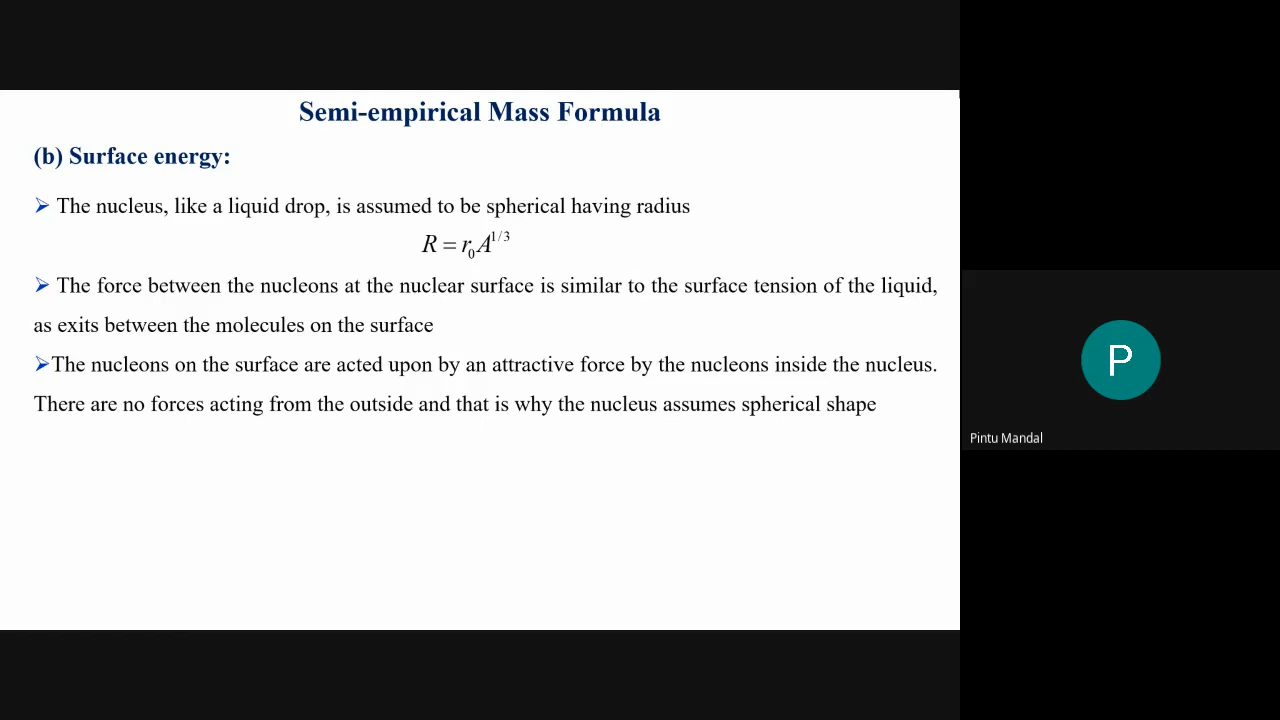 Semi-empirical Mass Formula
(b) Surface energy:
➢ The nucleus, like a liquid drop, is assumed to be spherical having radius
R = r₀A^{1/3}
➢ The force between the nucleons at the nuclear surface is similar to the surface tension of the liquid,
as exits between the molecules on the surface
➢The nucleons on the surface are acted upon by an attractive force by the nucleons inside the nucleus.
There are no forces acting from the outside and that is why the nucleus assumes spherical shape
P
Pintu Mandal